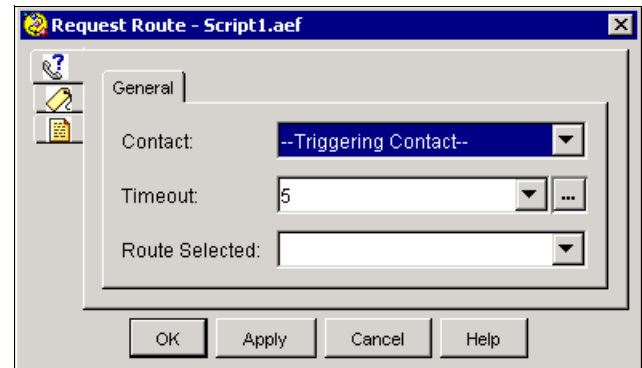 Request Route - Script1.aef
General
Contact: --Triggering Contact--
Timeout: 5 ...
Route Selected:
OK Apply Cancel Help